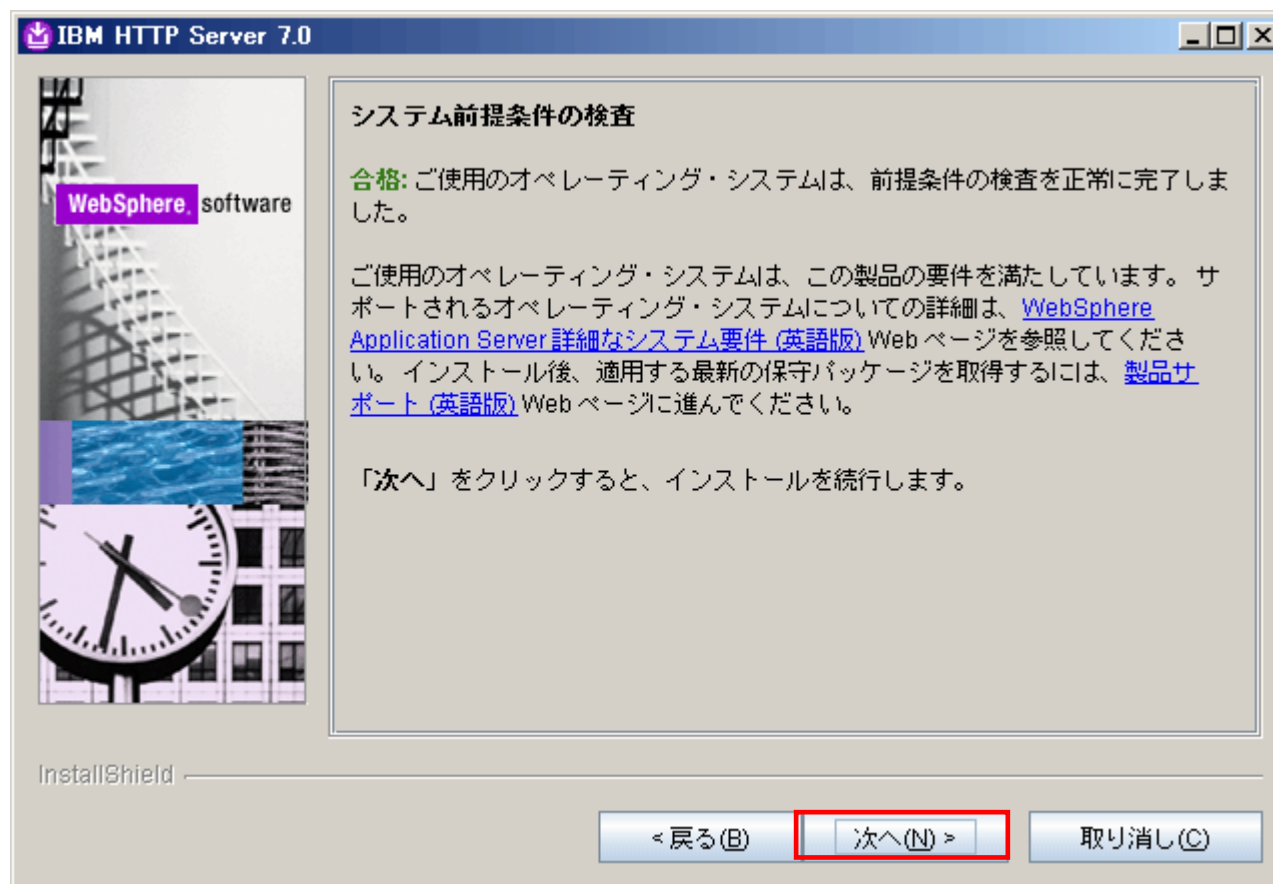 IBM HTTP Server 7.0
WebSphere. software
システム前提条件の検査
合格: ご使用のオペレーティング・システムは、前提条件の検査を正常に完了しま
した。
ご使用のオペレーティング・システムは、この製品の要件を満たしています。 サ
ポートされるオペレーティング・システムについての詳細は、WebSphere
Application Server 詳細なシステム要件 (英語版) Web ページを参照してくださ
い。 インストール後、適用する最新の保守パッケージを取得するには、製品サ
ポート (英語版) Web ページに進んでください。
「次へ」をクリックすると、インストールを続行します。
InstallShield
<戻る(B)
次へ(N) >
取り消し(C)